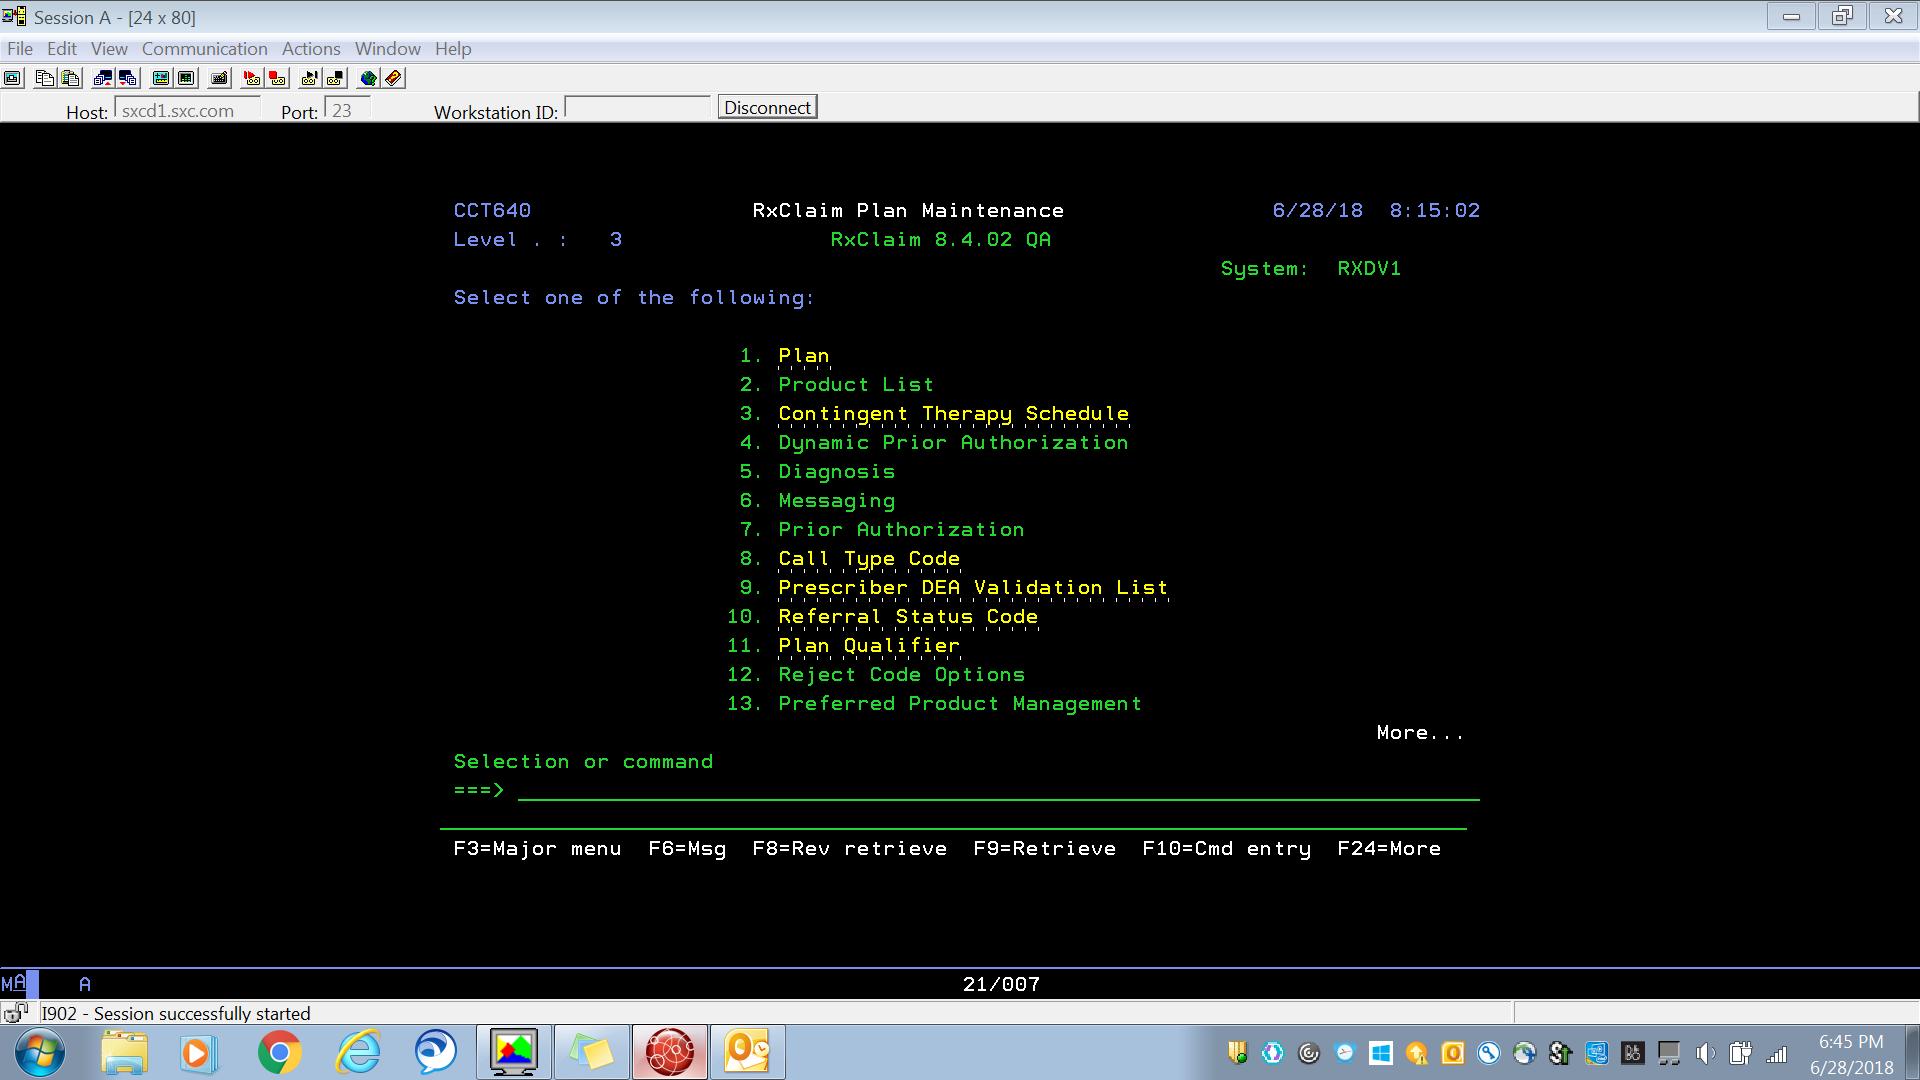 Session A - [24 x 80]
File Edit View Communication Actions Window Help
Host: sxcd1.sxc.com Port: 23 Workstation ID: Disconnect
CCT640 RxClaim Plan Maintenance 6/28/18 8:15:02
Level . : 3 RxClaim 8.4.02 QA
System: RXDV1
Select one of the following:
1. Plan
2. Product List
3. Contingent Therapy Schedule
4. Dynamic Prior Authorization
5. Diagnosis
6. Messaging
7. Prior Authorization
8. Call Type Code
9. Prescriber DEA Validation List
10. Referral Status Code
11. Plan Qualifier
12. Reject Code Options
13. Preferred Product Management
More...
Selection or command
===>
F3=Major menu F6=Msg F8=Rev retrieve F9=Retrieve F10=Cmd entry F24=More
MA A 21/007
I902 - Session successfully started
6:45 PM
6/28/2018